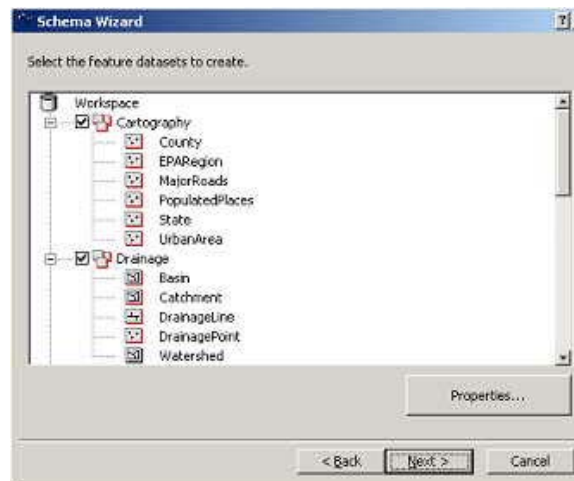 Schema Wizard
?
Select the feature datasets to create.
Workspace
Cartography
County
EPARegion
MajorRoads
PopulatedPlaces
State
UrbanArea
Drainage
Basin
Catchment
DrainageLine
DrainagePoint
Watershed
Properties...
< Back
Next >
Cancel